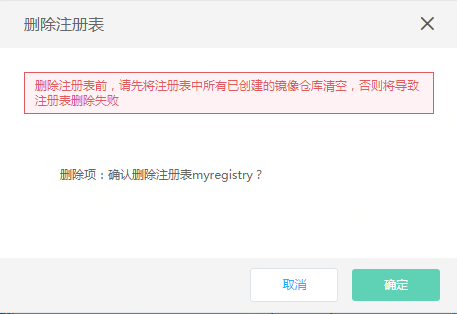 删除注册表
删除注册表前，请先将注册表中所有已创建的镜像仓库清空，否则将导致
注册表删除失败
删除项：确认删除注册表myregistry？
取消
确定